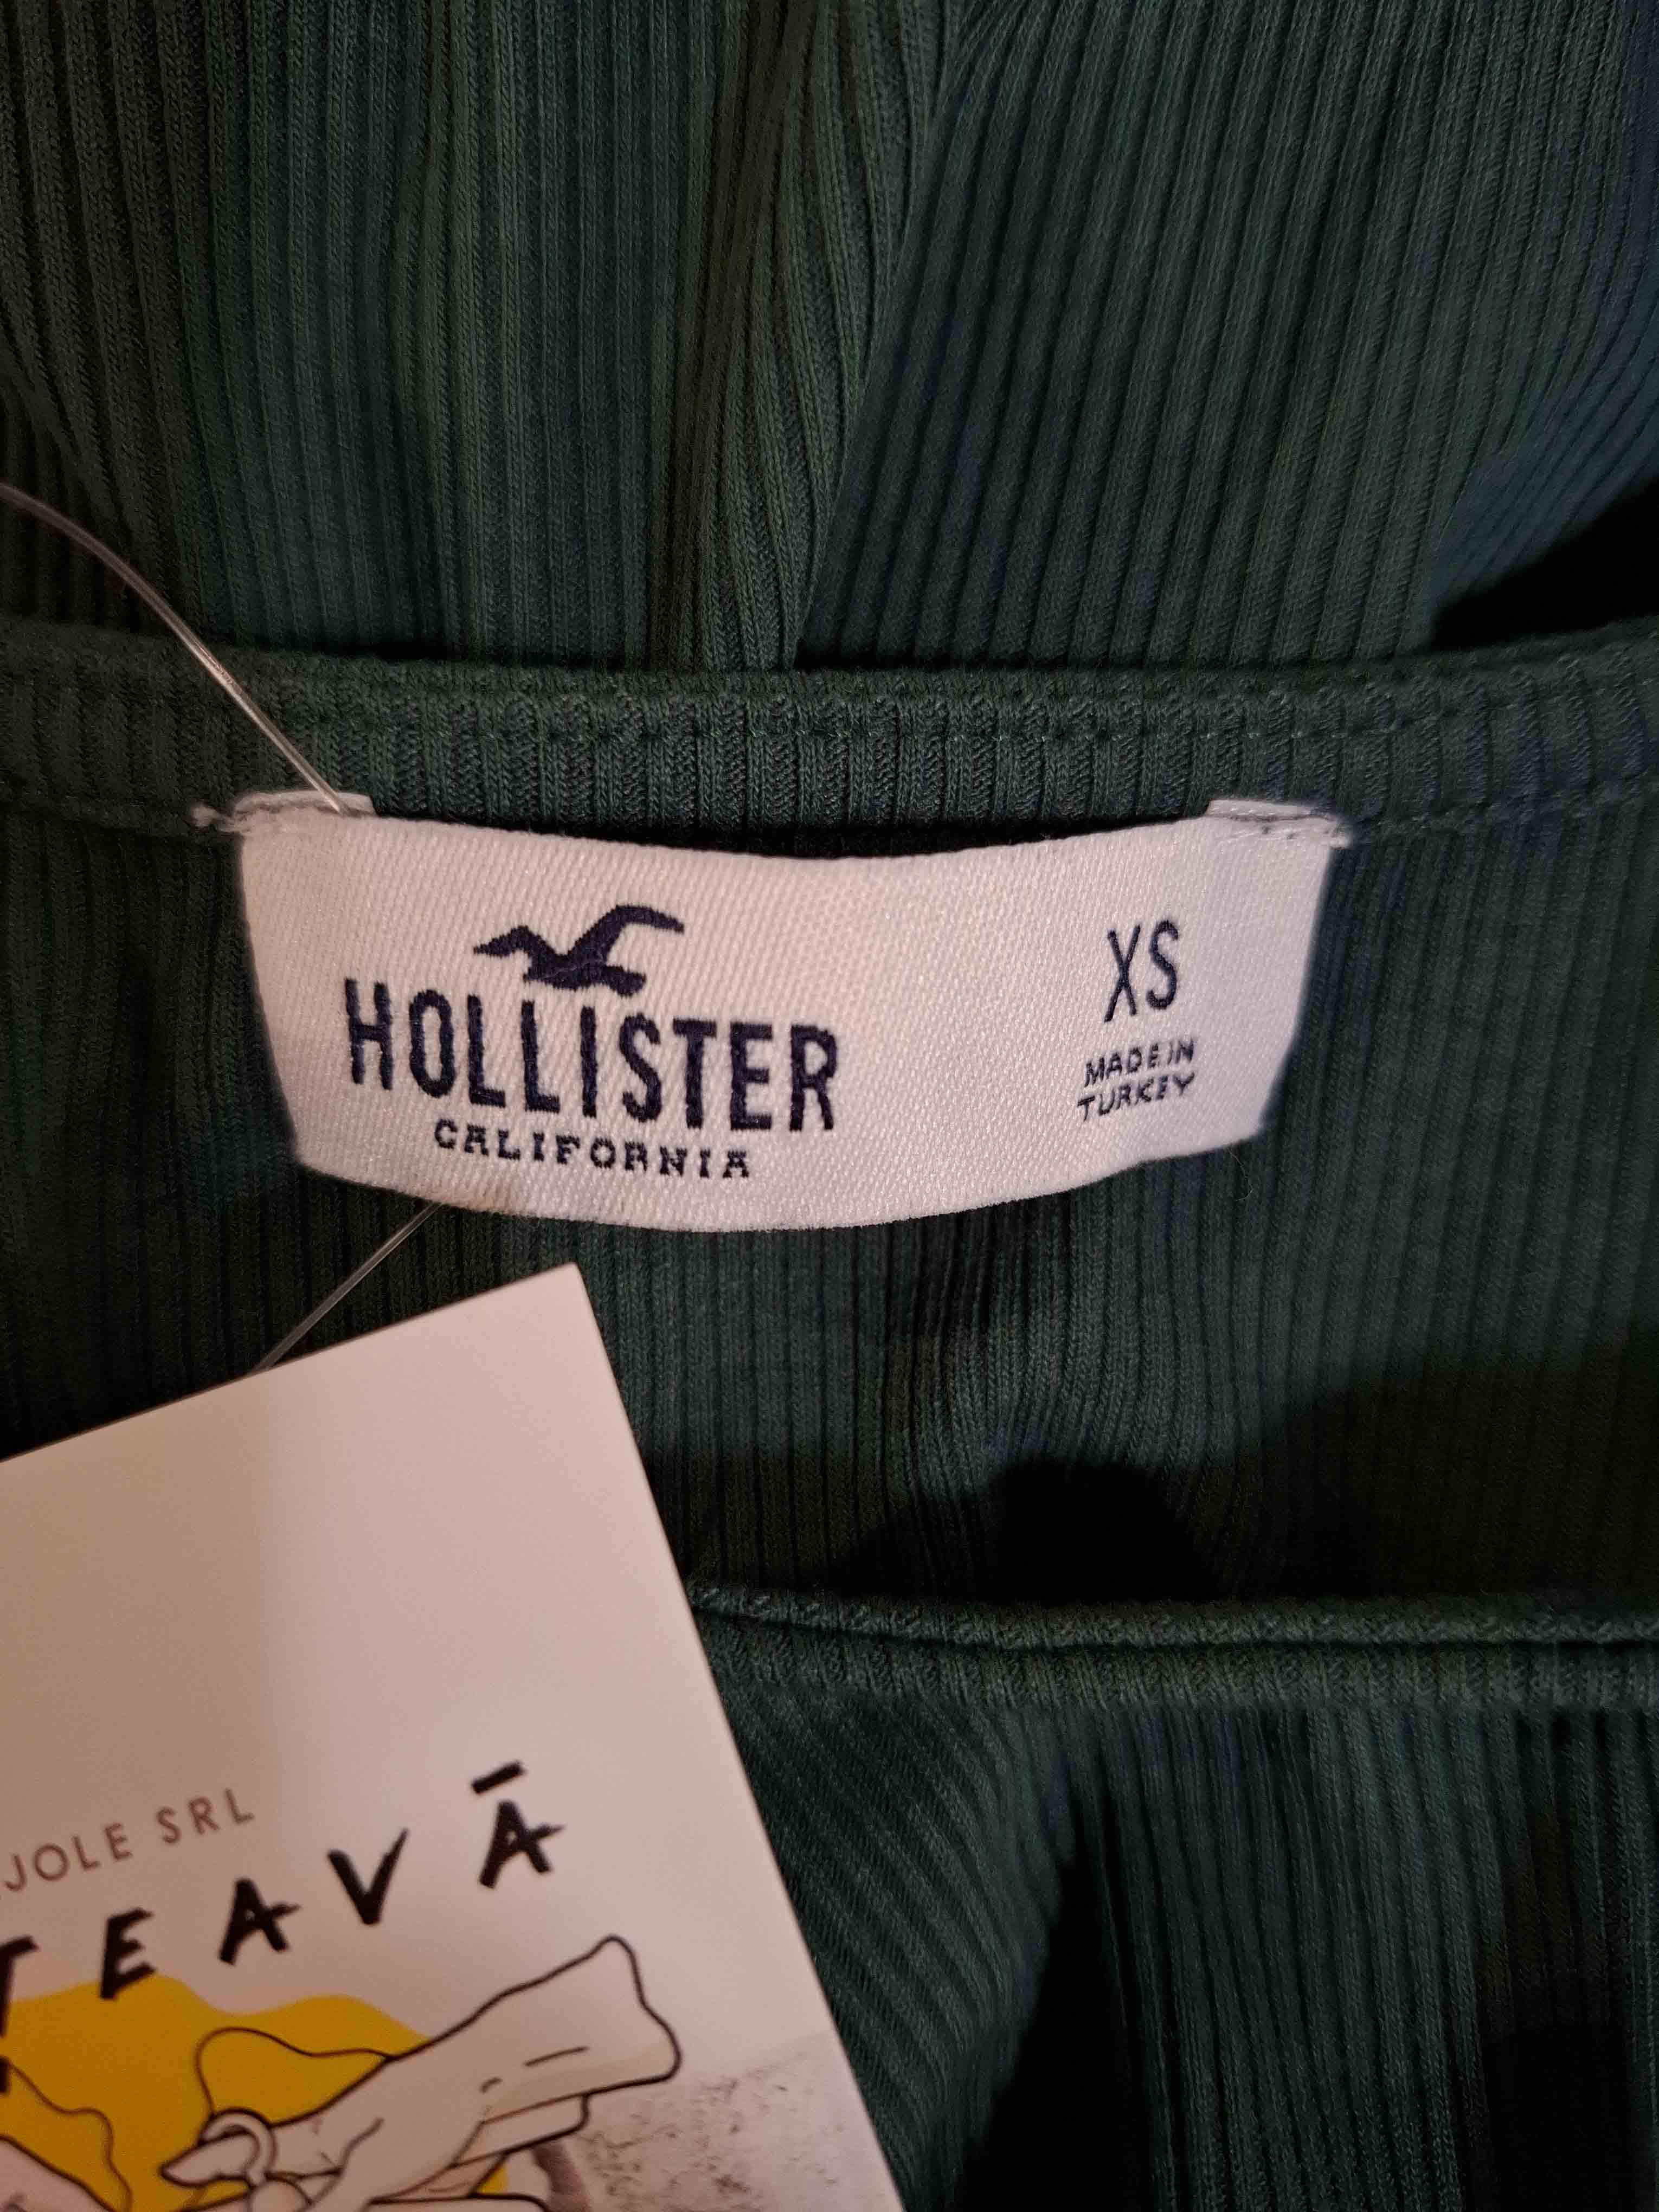 HOLLISTER
CALIFORNIA
XS
MADE IN
TURKEY
JOLE SRL
TEAVĀ